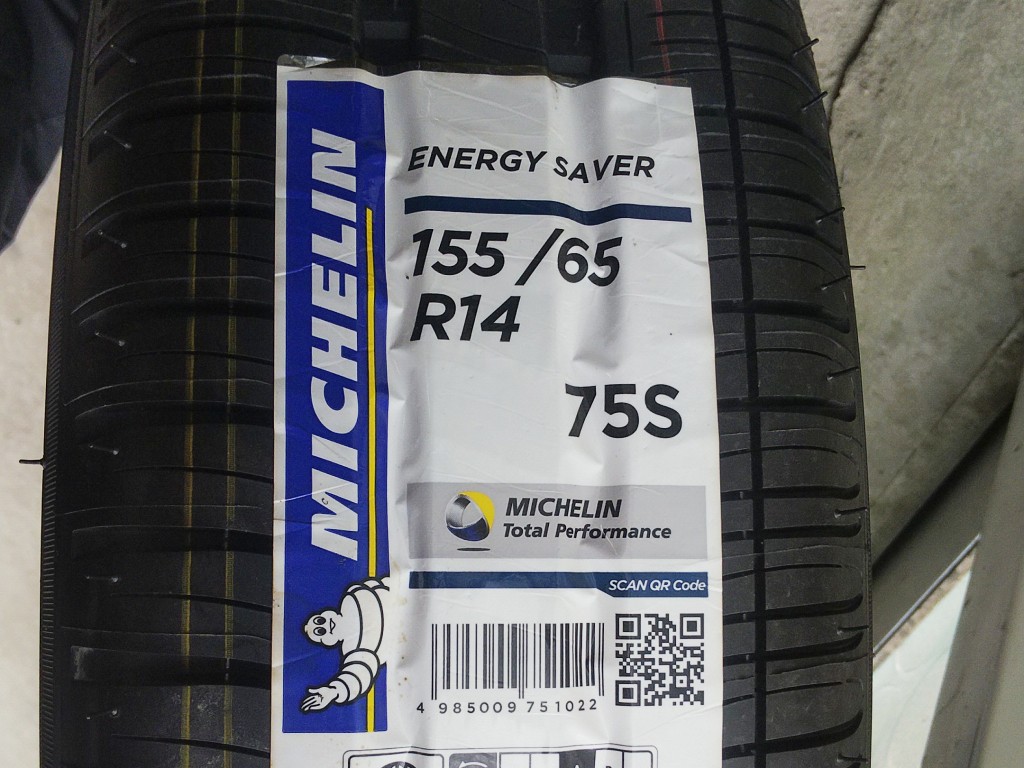 MICHELIN
ENERGY SAVER
155/65
R14
75S
MICHELIN
Total Performance
SCAN QR Code
4 985009 751022